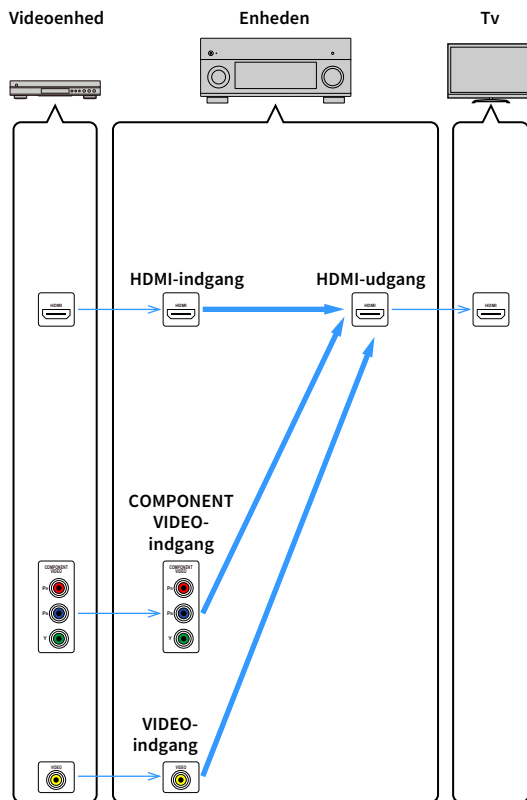 Videoenhed Enheden Tv
HDMI-indgang HDMI-udgang
HDMI HDMI HDMI HDMI
COMPONENT
VIDEO-
indgang
COMPONENT
VIDEO
COMPONENT
VIDEO
PR PR
PB PB
Y Y
VIDEO-
indgang
VIDEO VIDEO